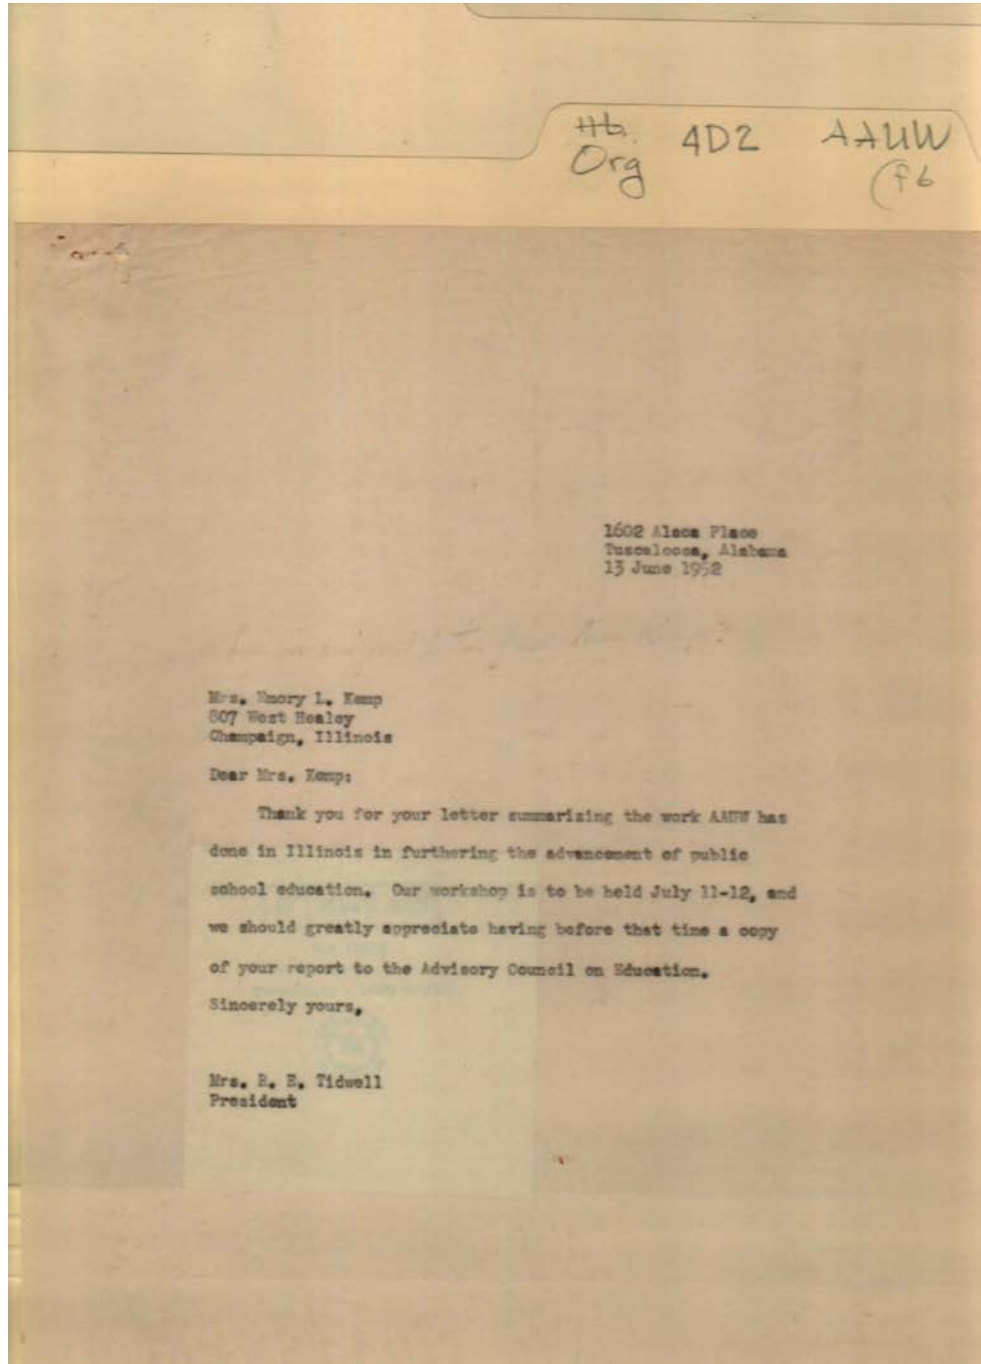 Org 4D2 AAUW
(f6
1602 Alaca Place
Tuscaloosa, Alabama
13 June 1952
Mrs. Emory L. Kemp
807 West Healey
Champaign, Illinois
Dear Mrs. Kemp:
Thank you for your letter summarizing the work AAUW has
done in Illinois in furthering the advancement of public
school education. Our workshop is to be held July 11-12, and
we should greatly appreciate having before that time a copy
of your report to the Advisory Council on Education.
Sincerely yours,
Mrs. R. E. Tidwell
President